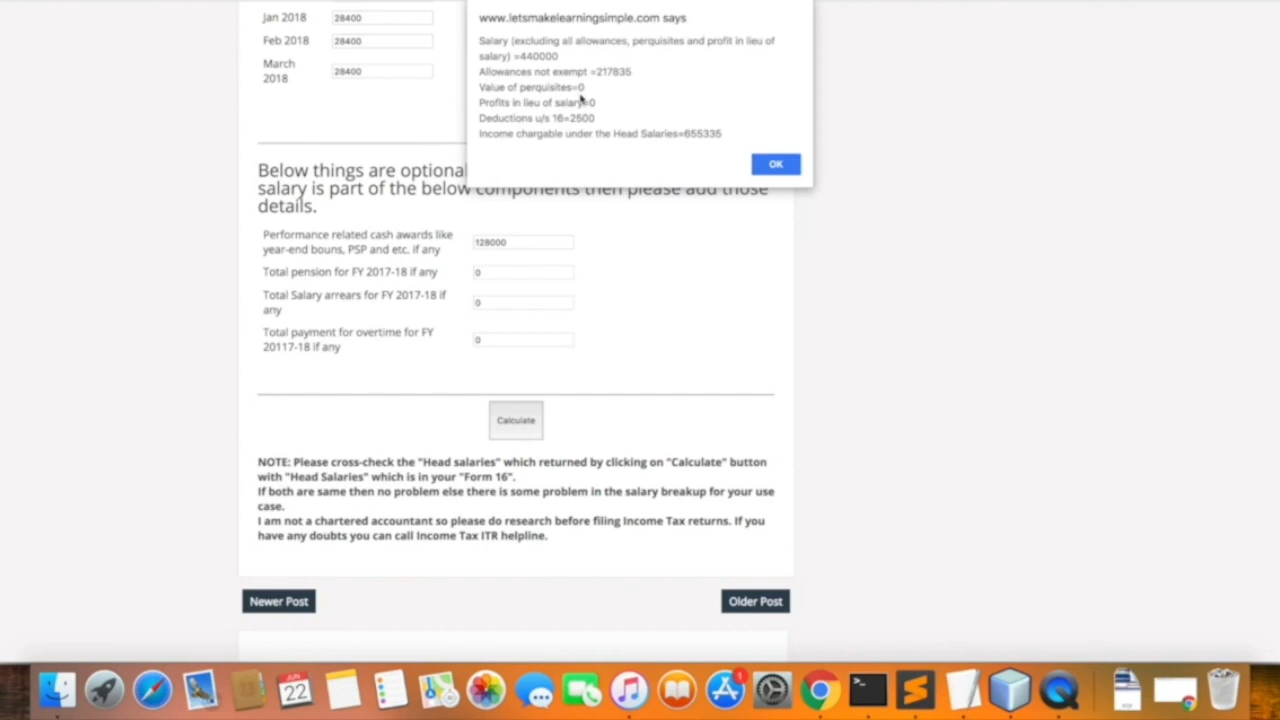 Jan 2018 28400
Feb 2018 28400
March 2018 28400
www.letsmakelearningsimple.com says
Salary (excluding all allowances, perquisites and profit in lieu of
salary) =440000
Allowances not exempt =217835
Value of perquisites=0
Profits in lieu of salary=0
Deductions u/s 16=2500
Income chargable under the Head Salaries=655335
OK
Below things are optional
salary is part of the below components then please add those
details.
Performance related cash awards like
year-end bouns, PSP and etc. if any
128000
Total pension for FY 2017-18 if any
0
Total Salary arrears for FY 2017-18 if
any
0
Total payment for overtime for FY
20117-18 if any
0
Calculate
NOTE: Please cross-check the "Head salaries" which returned by clicking on "Calculate" button
with "Head Salaries" which is in your "Form 16".
If both are same then no problem else there is some problem in the salary breakup for your use
case.
I am not a chartered accountant so please do research before filing Income Tax returns. If you
have any doubts you can call Income Tax ITR helpline.
Newer Post
Older Post
22
1